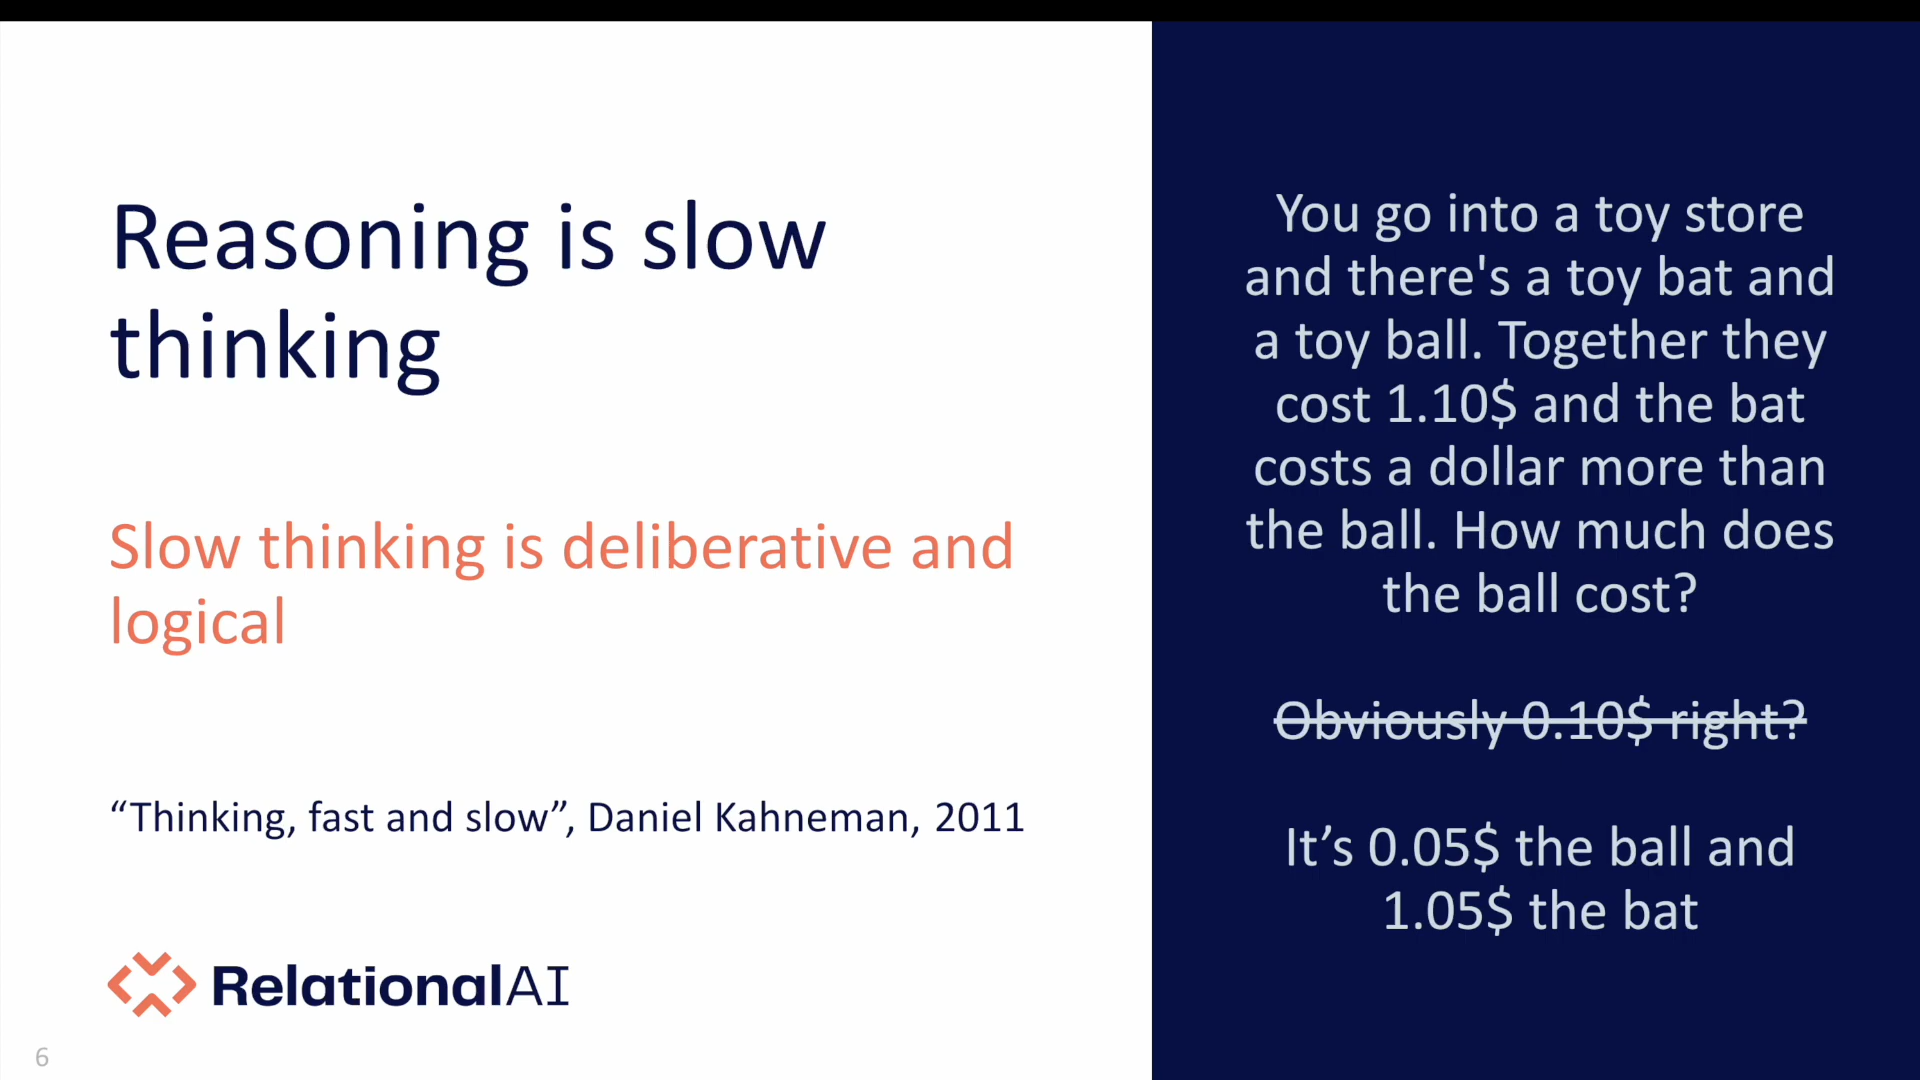 Reasoning is slow
thinking
Slow thinking is deliberative and
logical
“Thinking, fast and slow”, Daniel Kahneman, 2011
RelationalAI
6
You go into a toy store
and there's a toy bat and
a toy ball. Together they
cost 1.10$ and the bat
costs a dollar more than
the ball. How much does
the ball cost?
Obviously 0.10$ right?
It’s 0.05$ the ball and
1.05$ the bat